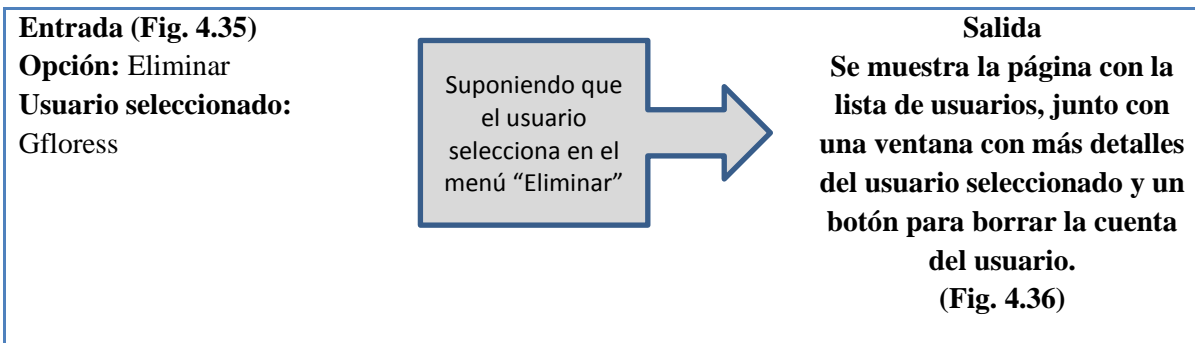 Entrada (Fig. 4.35)
Opción: Eliminar
Usuario seleccionado:
Gfloress
Suponiendo que
el usuario
selecciona en el
menú “Eliminar”
Salida
Se muestra la página con la
lista de usuarios, junto con
una ventana con más detalles
del usuario seleccionado y un
botón para borrar la cuenta
del usuario.
(Fig. 4.36)